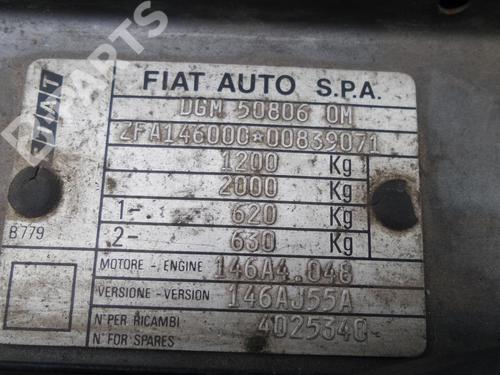 FIAT AUTO S.P.A.
FIAT
DGM 50806 OM
ZFA146000*00839071
1200 Kg
2000 Kg
1- 620 Kg
2- 630 Kg
B779
MOTORE - ENGINE 146A4.048
VERSIONE - VERSION 146AJ55A
N° PER RICAMBI
N° FOR SPARES 4025340